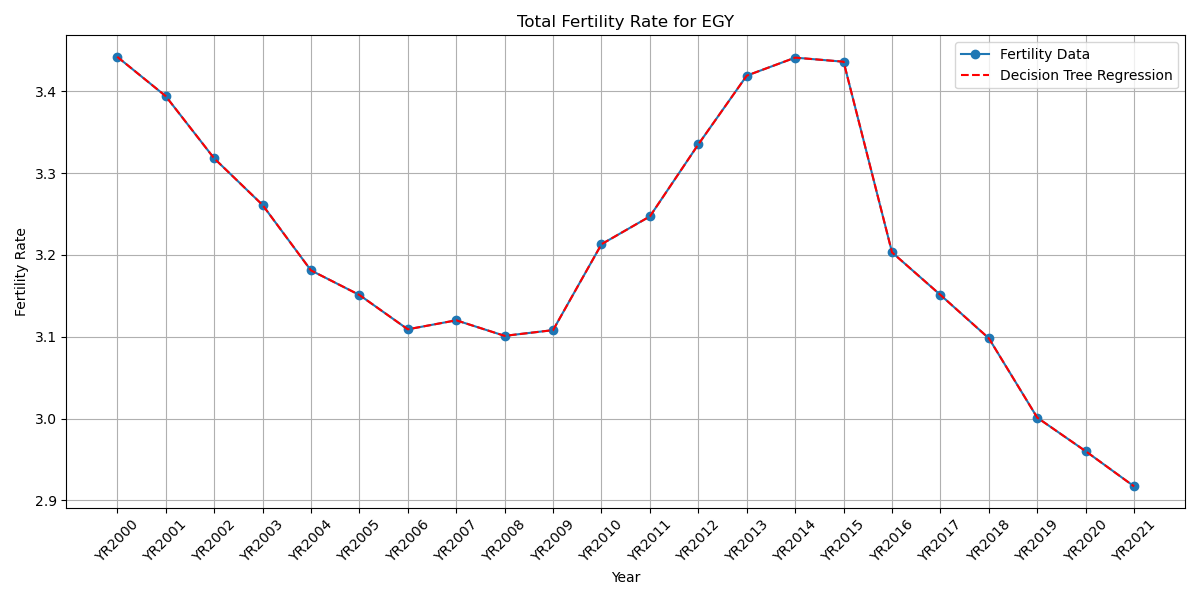 Total Fertility Rate for EGY
Fertility Data
Decision Tree Regression
Fertility Rate
3.4
3.3
3.2
3.1
3.0
2.9
YR2000
YR2001
YR2002
YR2003
YR2004
YR2005
YR2006
YR2007
YR2008
YR2009
YR2010
YR2011
YR2012
YR2013
YR2014
YR2015
YR2016
YR2017
YR2018
YR2019
YR2020
YR2021
Year